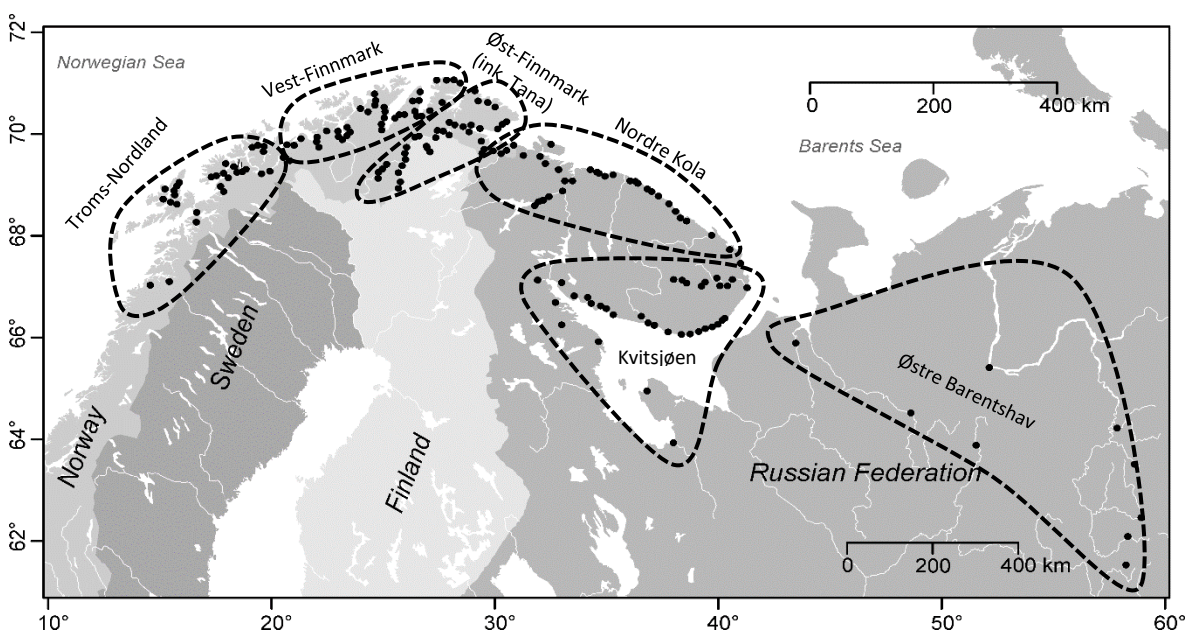 72°
70°
68°
66°
64°
62°
Norwegian Sea
Vest-Finnmark
Øst-Finnmark
(ink. Tana)
Troms-Nordland
Nordre Kola
0 200 400 km
Barents Sea
Sweden
Norway
Finland
Kvitsjøen
Østre Barentshav
Russian Federation
0 200 400 km
10° 20° 30° 40° 50° 60°